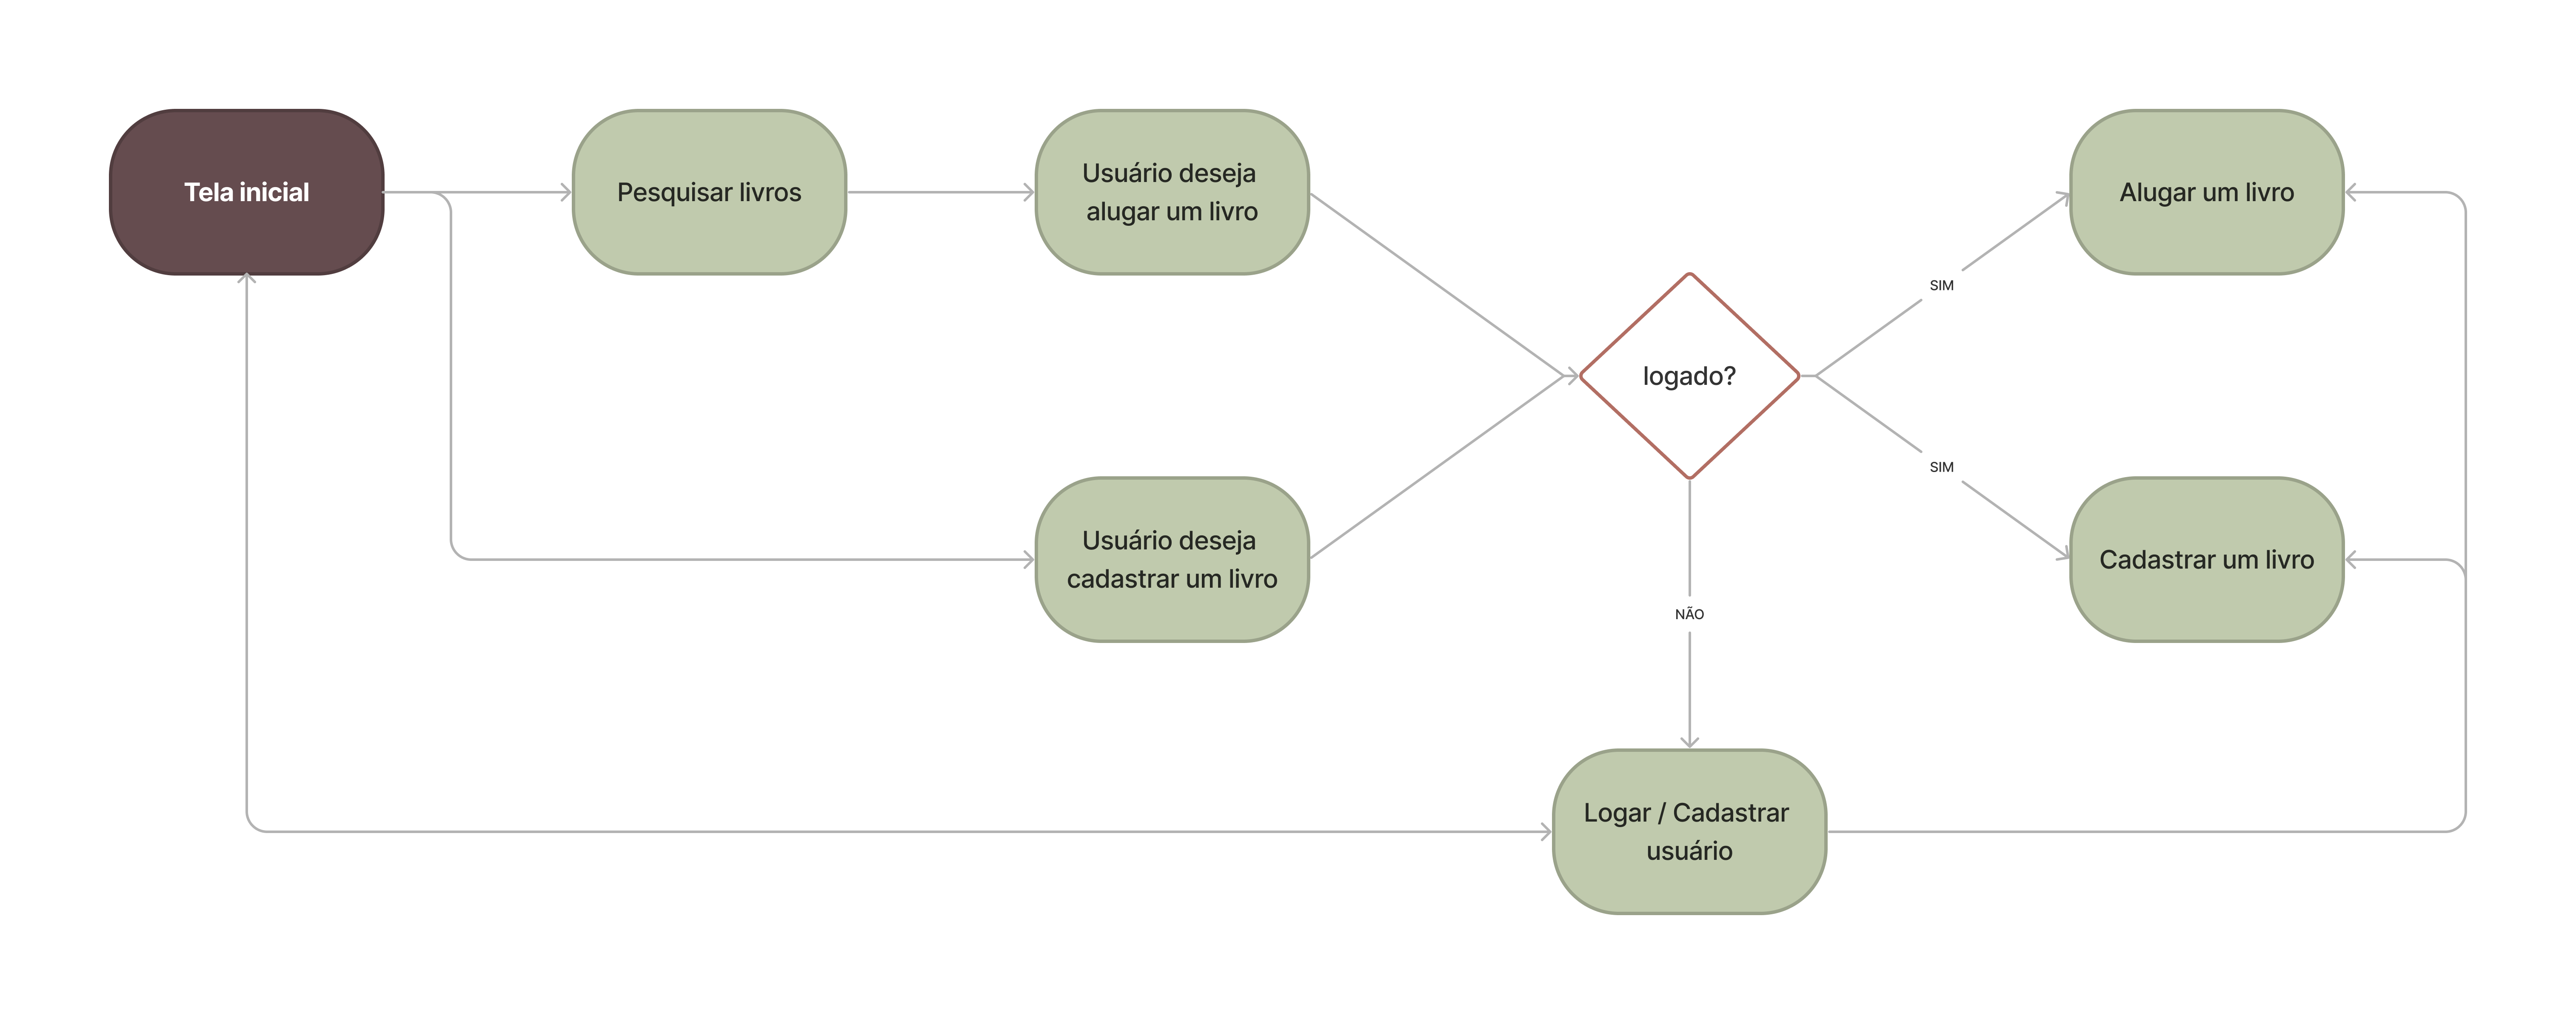 Tela inicial
Pesquisar livros
Usuário deseja
alugar um livro
Alugar um livro
SIM
logado?
SIM
Usuário deseja
cadastrar um livro
Cadastrar um livro
NÃO
Logar / Cadastrar
usuário